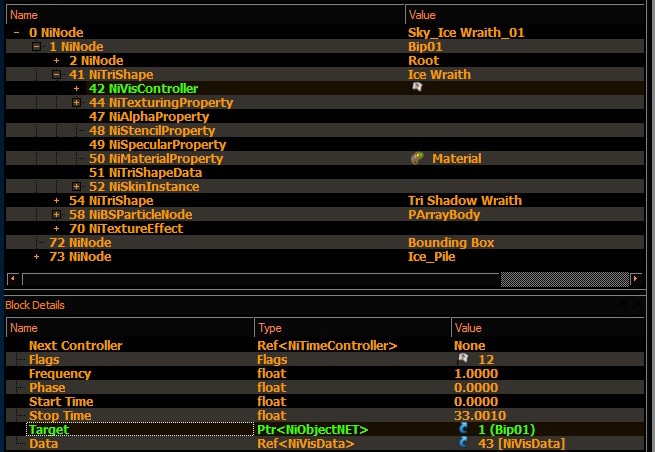 Name Value
0 NiNode Sky_Ice Wraith_01
1 NiNode Bip01
2 NiNode Root
41 NiTriShape Ice Wraith
42 NiVisController
44 NiTexturingProperty
47 NiAlphaProperty
48 NiStencilProperty
49 NiSpecularProperty
50 NiMaterialProperty Material
51 NiTriShapeData
52 NiSkinInstance
54 NiTriShape Tri Shadow Wraith
58 NiBSParticleNode PArrayBody
70 NiTextureEffect
72 NiNode Bounding Box
73 NiNode Ice_Pile
Block Details
Name Type Value
Next Controller Ref<NiTimeController> None
Flags Flags 12
Frequency float 1.0000
Phase float 0.0000
Start Time float 0.0000
Stop Time float 33.0010
Target Ptr<NiObjectNET> 1 (Bip01)
Data Ref<NiVisData> 43 [NiVisData]